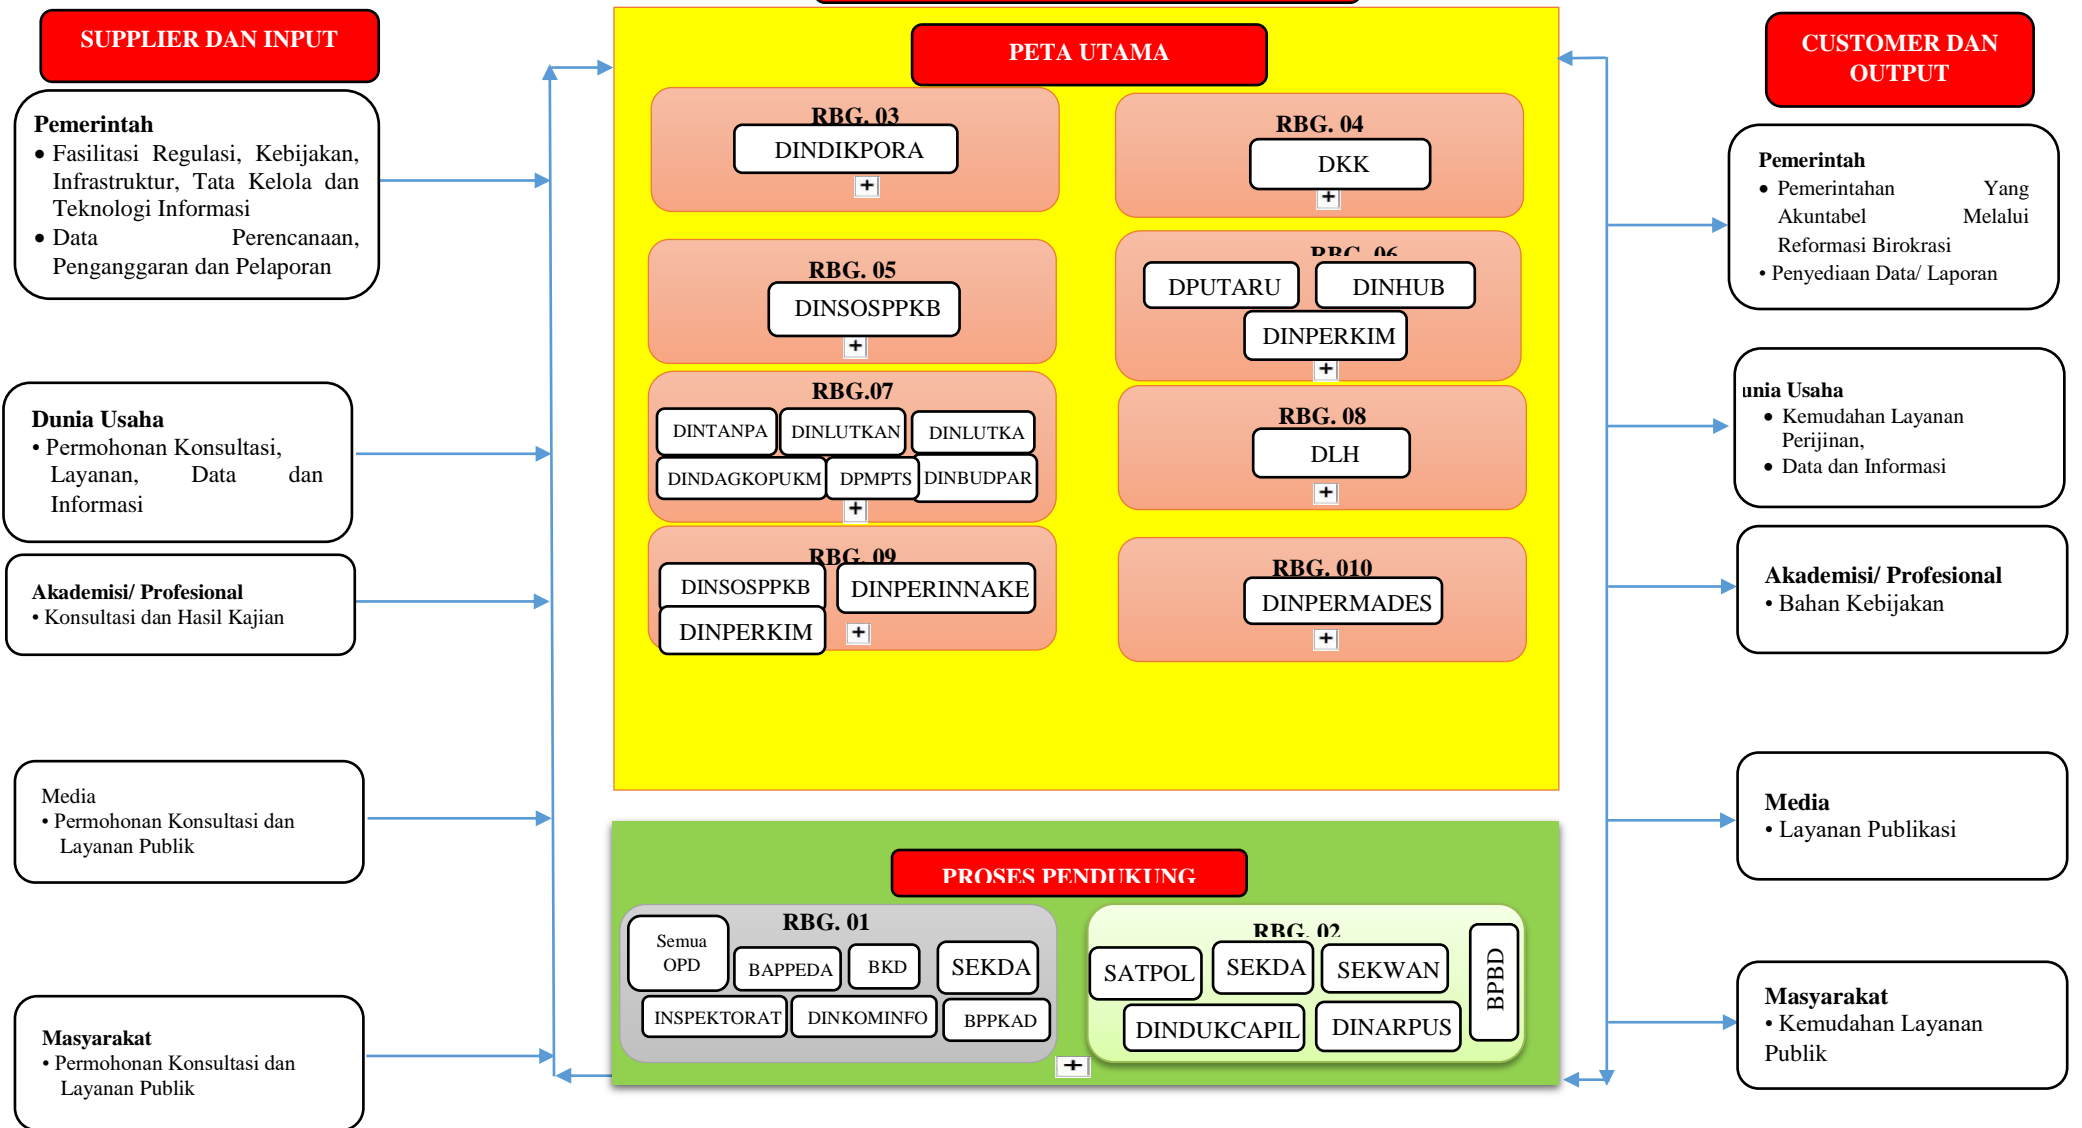 SUPPLIER DAN INPUT
Pemerintah
• Fasilitasi Regulasi, Kebijakan,
Infrastruktur, Tata Kelola dan
Teknologi Informasi
• Data Perencanaan,
Penganggaran dan Pelaporan
Dunia Usaha
• Permohonan Konsultasi,
Layanan, Data dan
Informasi
Akademisi/ Profesional
• Konsultasi dan Hasil Kajian
Media
• Permohonan Konsultasi dan
Layanan Publik
Masyarakat
• Permohonan Konsultasi dan
Layanan Publik
PETA UTAMA
RBG. 03
DINDIKPORA
RBG. 04
DKK
RBG. 05
DINSOSPPKB
RBG. 06
DPUTARU
DINHUB
DINPERKIM
RBG.07
DINTANPA
DINLUTKAN
DINLUTKA
DINDAGKOPUKM
DPMPTS
DINBUDPAR
RBG. 08
DLH
RBG. 09
DINSOSPPKB
DINPERINNAKE
DINPERKIM
RBG. 010
DINPERMADES
PROSES PENDUKUNG
RBG. 01
Semua
OPD
BAPPEDA
BKD
SEKDA
INSPEKTORAT
DINKOMINFO
BPPKAD
RBG. 02
SATPOL
SEKDA
SEKWAN
BPBD
DINDUKCAPIL
DINARPUS
CUSTOMER DAN
OUTPUT
Pemerintah
• Pemerintahan Yang
Akuntabel Melalui
Reformasi Birokrasi
• Penyediaan Data/ Laporan
unia Usaha
• Kemudahan Layanan
Perijinan,
• Data dan Informasi
Akademisi/ Profesional
• Bahan Kebijakan
Media
• Layanan Publikasi
Masyarakat
• Kemudahan Layanan
Publik